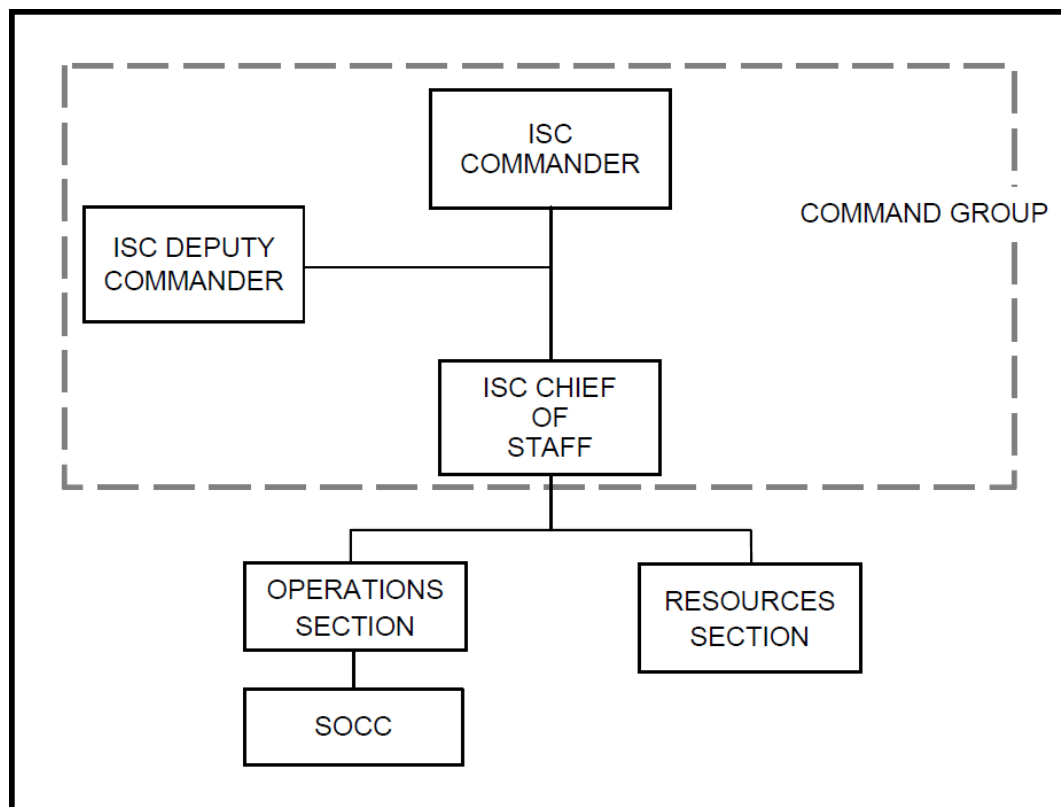 ISC
COMMANDER
COMMAND GROUP
ISC DEPUTY
COMMANDER
ISC CHIEF
OF
STAFF
OPERATIONS
SECTION
RESOURCES
SECTION
SOCC